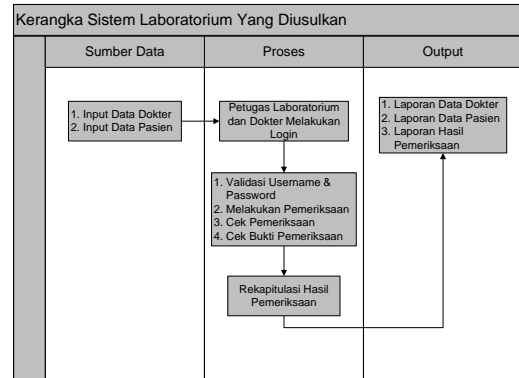 Kerangka Sistem Laboratorium Yang Diusulkan
Sumber Data
Proses
Output
1. Input Data Dokter
2. Input Data Pasien
Petugas Laboratorium
dan Dokter Melakukan
Login
1. Laporan Data Dokter
2. Laporan Data Pasien
3. Laporan Hasil
Pemeriksaan
1. Validasi Username &
Password
2. Melakukan Pemeriksaan
3. Cek Pemeriksaan
4. Cek Bukti Pemeriksaan
Rekapitulasi Hasil
Pemeriksaan